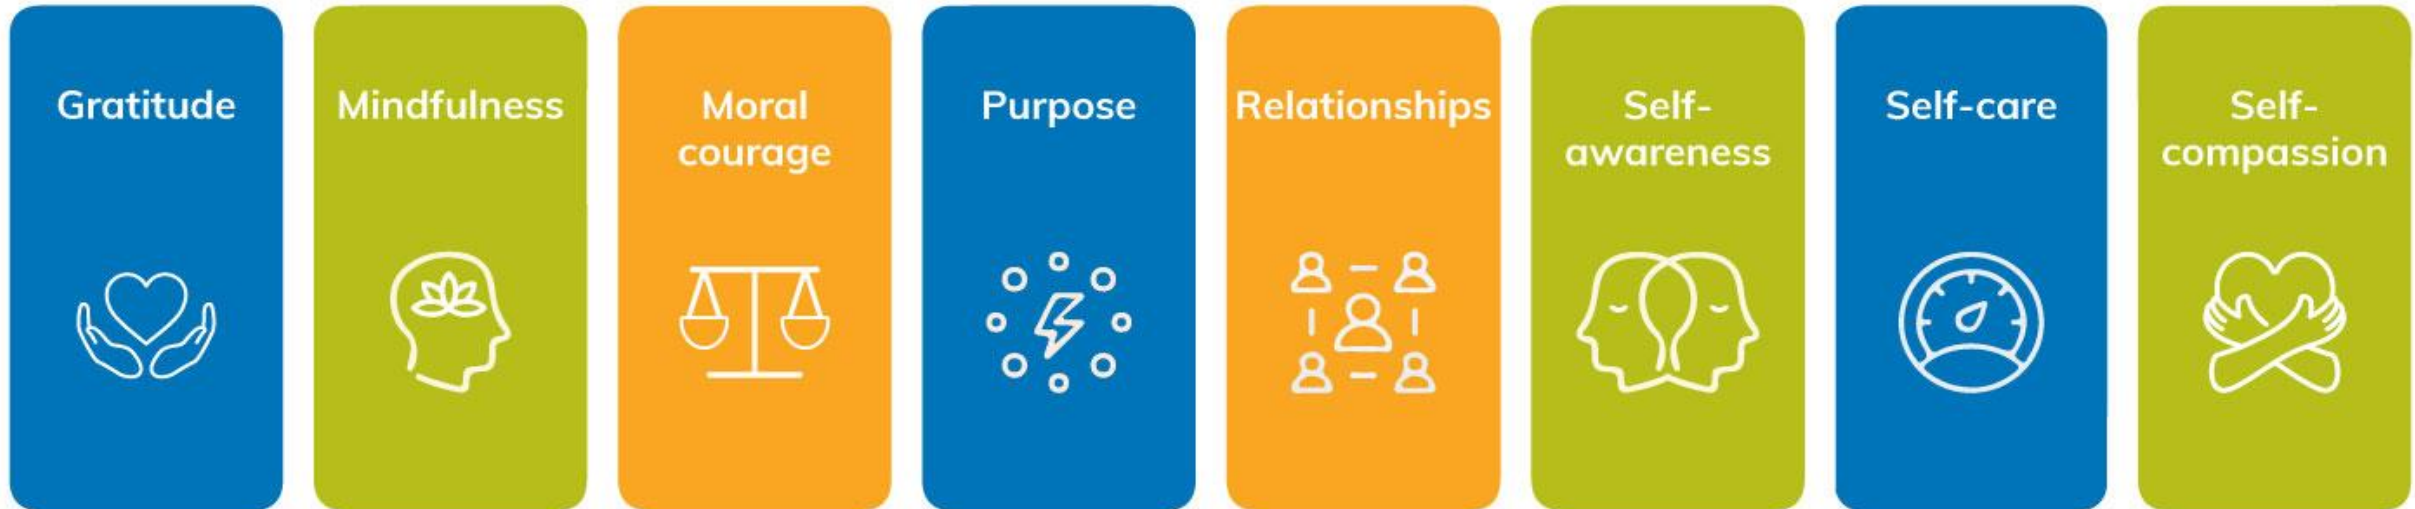 Gratitude
Mindfulness
Moral
courage
Purpose
Relationships
Self-
awareness
Self-care
Self-
compassion